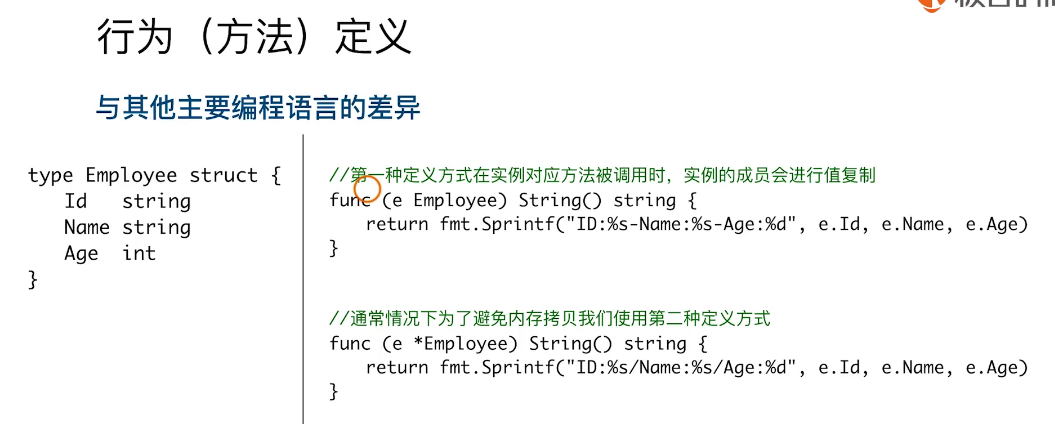 行为（方法）定义
与其他主要编程语言的差异
type Employee struct {
Id string
Name string
Age int
}
//第一种定义方式在实例对应方法被调用时，实例的成员会进行值复制
func (e Employee) String() string {
return fmt.Sprintf("ID:%s-Name:%s-Age:%d", e.Id, e.Name, e.Age)
}
//通常情况下为了避免内存拷贝我们使用第二种定义方式
func (e *Employee) String() string {
return fmt.Sprintf("ID:%s/Name:%s/Age:%d", e.Id, e.Name, e.Age)
}